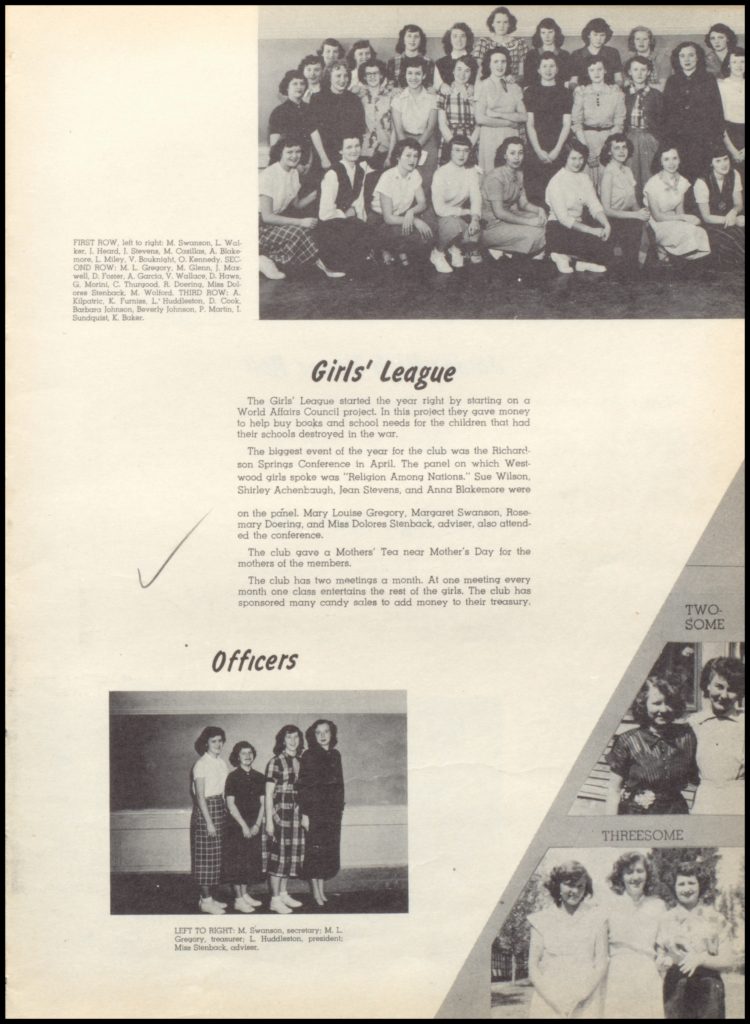 FIRST ROW, left to right: M. Swanson, L. Wal-
ker, J. Heard, J. Stevens, M. Casillas, A. Blake-
more, L. Miley, V. Bouknight, O. Kennedy. SEC-
OND ROW: M. L. Gregory, M. Glenn, J. Max-
well, D. Foster, A. Garcia, V. Wallace, D. Haws,
G. Morini, C. Thurgood, R. Doering, Miss Dol-
ores Stenback, M. Wolford. THIRD ROW: A.
Kilpatric, K. Furniss, L. Huddleston, D. Cook,
Barbara Johnson, Beverly Johnson, P. Martin, I.
Sundquist, K. Baker.
Girls' League
The Girls' League started the year right by starting on a
World Affairs Council project. In this project they gave money
to help buy books and school needs for the children that had
their schools destroyed in the war.
The biggest event of the year for the club was the Richard-
son Springs Conference in April. The panel on which West-
wood girls spoke was "Religion Among Nations." Sue Wilson,
Shirley Achenbaugh, Jean Stevens, and Anna Blakemore were
on the panel. Mary Louise Gregory, Margaret Swanson, Rose-
mary Doering, and Miss Dolores Stenback, adviser, also attend-
ed the conference.
The club gave a Mothers' Tea near Mother's Day for the
mothers of the members.
The club has two meetings a month. At one meeting every
month one class entertains the rest of the girls. The club has
sponsored many candy sales to add money to their treasury.
TWO-
SOME
Officers
THREESOME
LEFT TO RIGHT: M. Swanson, secretary; M. L.
Gregory, treasurer; L. Huddleston, president;
Miss Stenback, adviser.